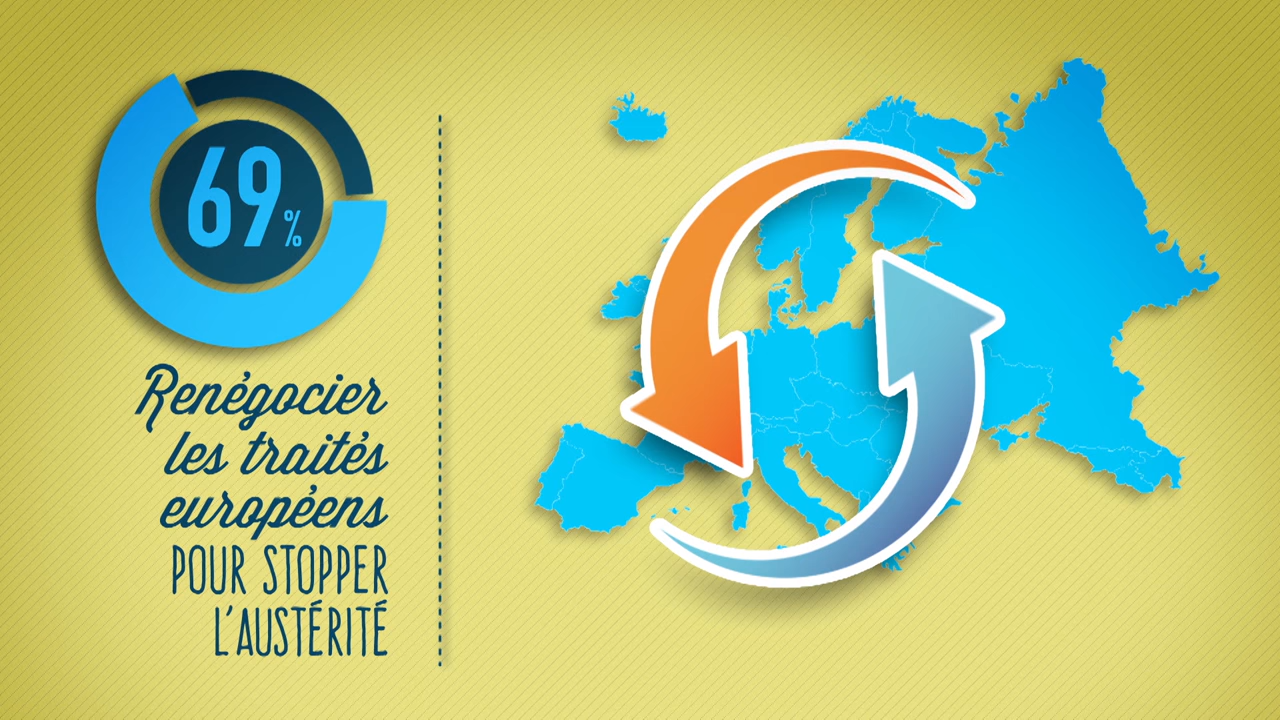 69%
Renégocier
les traités
européens
POUR STOPPER
L'AUSTÉRITÉ